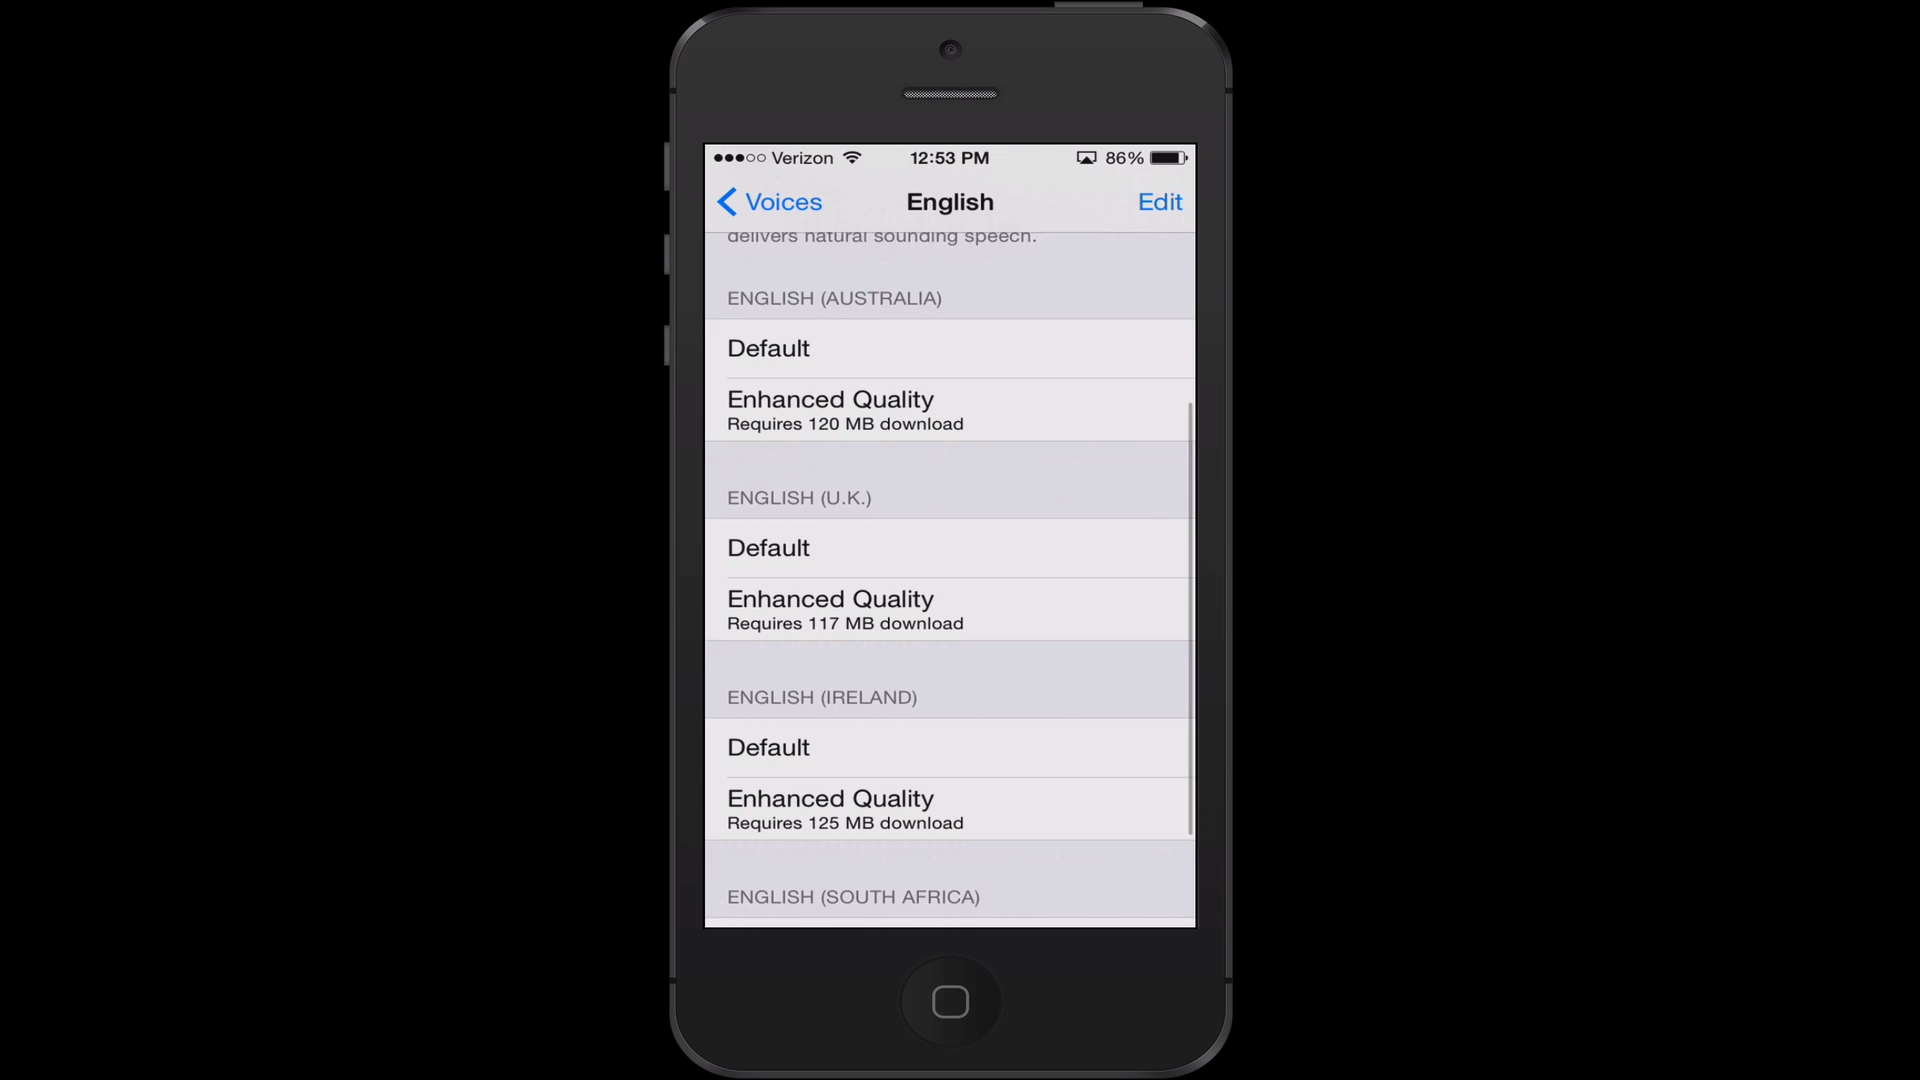 Verizon 12:53 PM 86%
Voices English Edit
delivers natural sounding speech.
ENGLISH (AUSTRALIA)
Default
Enhanced Quality
Requires 120 MB download
ENGLISH (U.K.)
Default
Enhanced Quality
Requires 117 MB download
ENGLISH (IRELAND)
Default
Enhanced Quality
Requires 125 MB download
ENGLISH (SOUTH AFRICA)